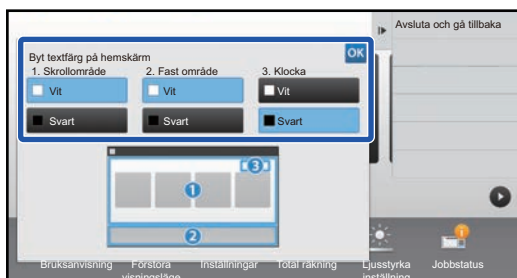 Avsluta och gå tillbaka
OK
Byt textfärg på hemskärm
1. Skrollområde 2. Fast område 3. Klocka
Vit Vit Vit
Svart Svart Svart
3
1
2
Bruksanvisning Förstora Inställningar Total räkning Ljusstyrka Jobbstatus
visningsläge inställning